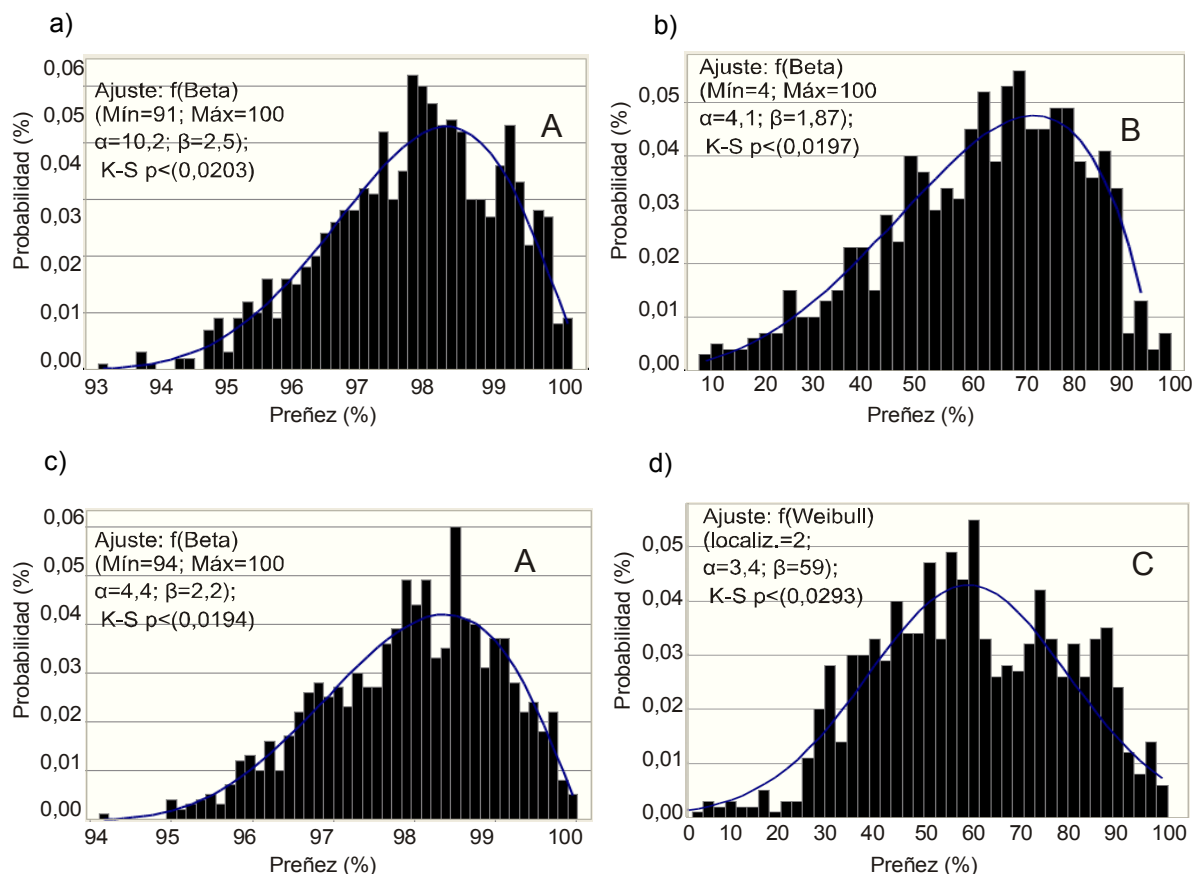 a)
0,06
0,05
0,04
0,03
0,02
0,01
0,00
Probabilidad (%)
Ajuste: f(Beta)
(Mín=91; Máx=100
α=10,2; β=2,5);
K-S p<(0,0203)
A
93 94 95 96 97 98 99 100
Preñez (%)
b)
0,05
0,04
0,03
0,02
0,01
0,00
Probabilidad (%)
Ajuste: f(Beta)
(Mín=4; Máx=100
α=4,1; β=1,87);
K-S p<(0,0197)
B
10 20 30 40 50 60 70 80 90 100
Preñez (%)
c)
0,06
0,05
0,04
0,03
0,02
0,01
0,00
Probabilidad (%)
Ajuste: f(Beta)
(Mín=94; Máx=100
α=4,4; β=2,2);
K-S p<(0,0194)
A
94 95 96 97 98 99 100
Preñez (%)
d)
0,05
0,04
0,03
0,02
0,01
0,00
Probabilidad (%)
Ajuste: f(Weibull)
(localiz.=2;
α=3,4; β=59);
K-S p<(0,0293)
C
0 10 20 30 40 50 60 70 80 90 100
Preñez (%)